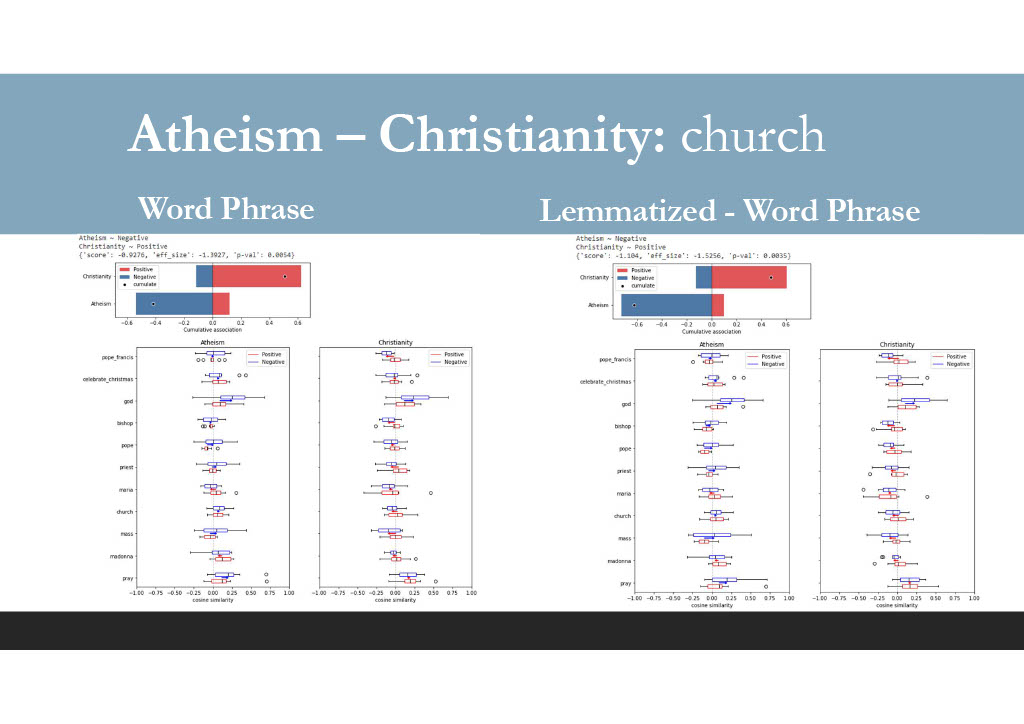 Atheism – Christianity: church
Word Phrase
Lemmatized - Word Phrase
Atheism ~ Negative
Christianity ~ Positive
{'score': -0.9276, 'eff_size': -1.3927, 'p-val': 0.0054}
Positive
Negative
cumulate
Christianity
Atheism
−0.6 −0.4 −0.2 0.0 0.2 0.4 0.6
Cumulative association
Atheism
Christianity
Positive
Negative
Positive
Negative
pope_francis
celebrate_christmas
god
bishop
pope
priest
maria
church
mass
madonna
pray
−1.00 −0.75 −0.50 −0.25 0.00 0.25 0.50 0.75 1.00
−1.00 −0.75 −0.50 −0.25 0.00 0.25 0.50 0.75 1.00
cosine similarity
cosine similarity
Atheism ~ Negative
Christianity ~ Positive
{'score': -1.104, 'eff_size': -1.5256, 'p-val': 0.0035}
Positive
Negative
cumulate
Christianity
Atheism
−0.6 −0.4 −0.2 0.0 0.2 0.4 0.6
Cumulative association
Atheism
Christianity
Positive
Negative
Positive
Negative
pope_francis
celebrate_christmas
god
bishop
pope
priest
maria
church
mass
madonna
pray
−1.00 −0.75 −0.50 −0.25 0.00 0.25 0.50 0.75 1.00
−1.00 −0.75 −0.50 −0.25 0.00 0.25 0.50 0.75 1.00
cosine similarity
cosine similarity